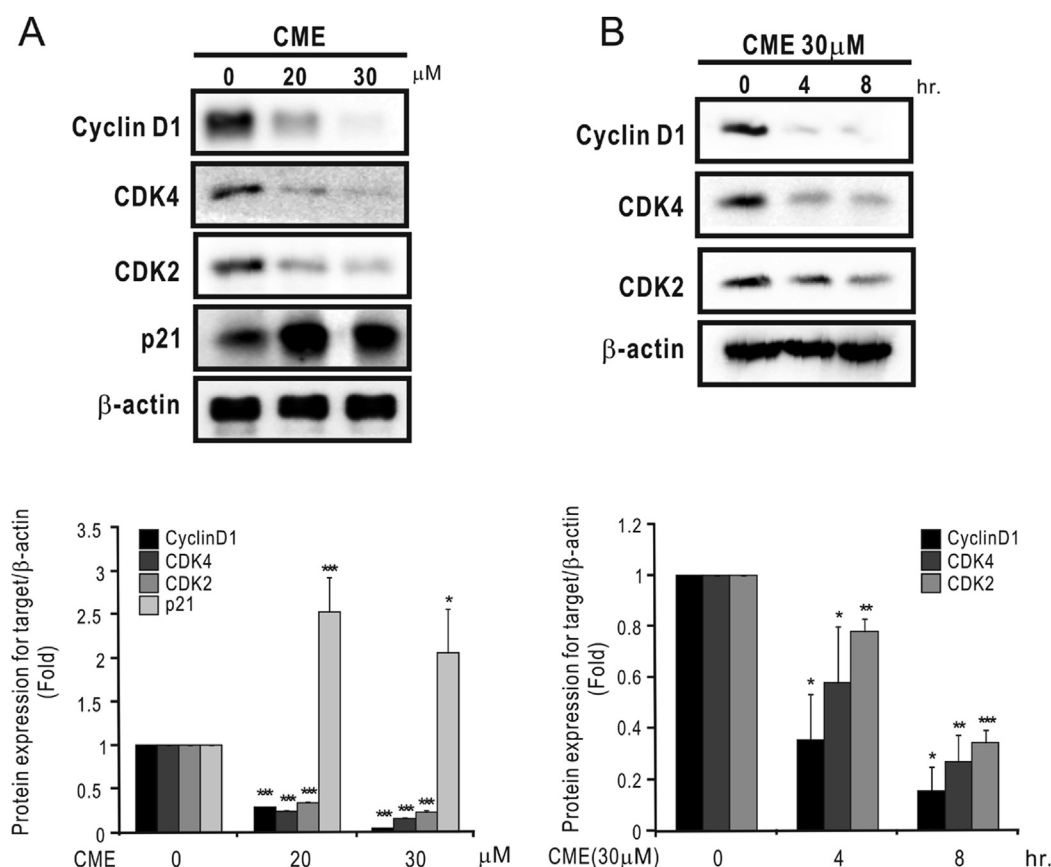 A
CME
0 20 30 μM
Cyclin D1
CDK4
CDK2
p21
β-actin
B
CME 30μM
0 4 8 hr.
Cyclin D1
CDK4
CDK2
β-actin
Protein expression for target/β-actin
(Fold)
3.5
3
2.5
2
1.5
1
0.5
0
CyclinD1
CDK4
CDK2
p21
*** *** *** ***
*** *** *** *
CME 0 20 30 μM
Protein expression for target/β-actin
(Fold)
1.2
1
0.8
0.6
0.4
0.2
0
CyclinD1
CDK4
CDK2
* * **
* ** ***
CME(30μM) 0 4 8 hr.